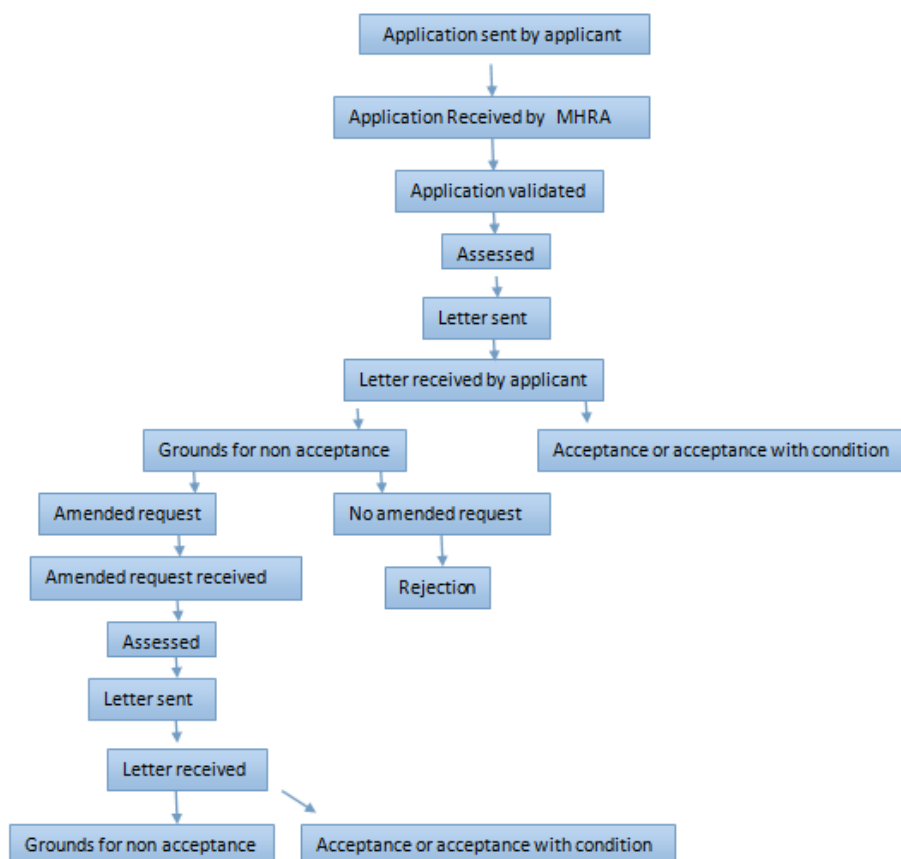 Application sent by applicant
Application Received by MHRA
Application validated
Assessed
Letter sent
Letter received by applicant
Grounds for non acceptance
Acceptance or acceptance with condition
Amended request
No amended request
Amended request received
Rejection
Assessed
Letter sent
Letter received
Grounds for non acceptance
Acceptance or acceptance with condition